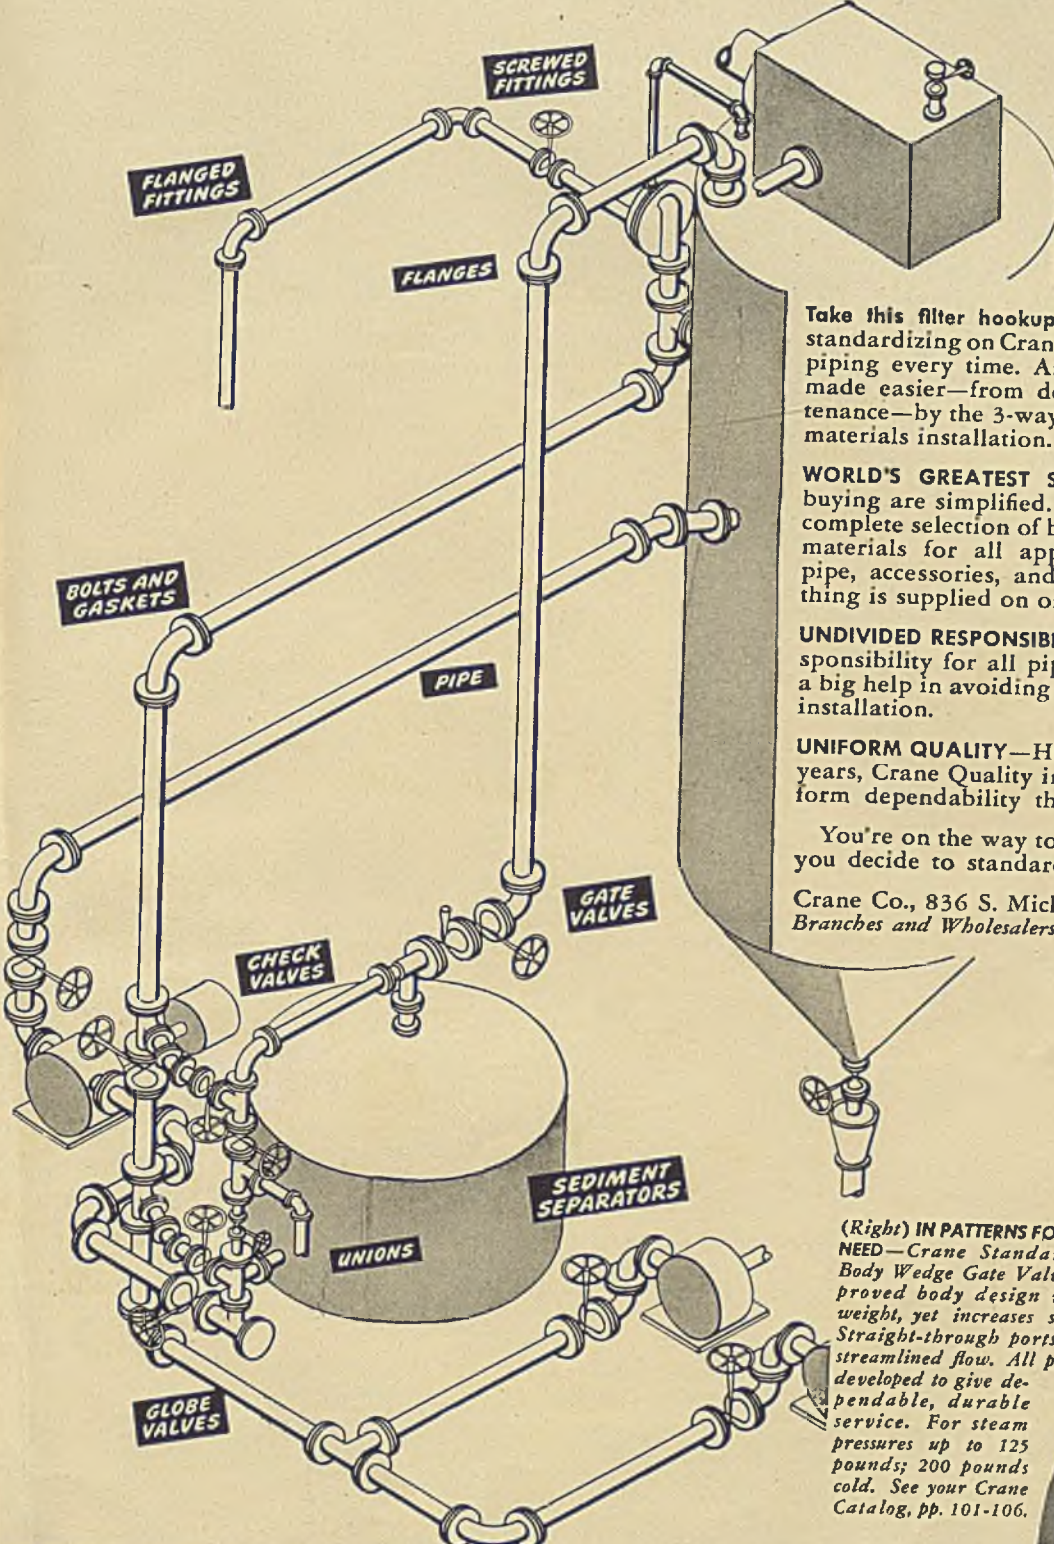 SCREWED
FITTINGS
FLANGED
FITTINGS
FLANGES
BOLTS AND
GASKETS
PIPE
GATE
VALVES
CHECK
VALVES
SEDIMENT
SEPARATORS
UNIONS
GLOBE
VALVES
Take this filter hookup
standardizing on Cran
piping every time. A
made easier—from de
tenance—by the 3-way
materials installation.
WORLD'S GREATEST S
buying are simplified.
complete selection of b
materials for all app
pipe, accessories, and
thing is supplied on o
UNDIVIDED RESPONSIB
sponsibility for all pip
a big help in avoiding
installation.
UNIFORM QUALITY—H
years, Crane Quality i
form dependability th
You're on the way to
you decide to standar
Crane Co., 836 S. Mich
Branches and Wholesalers
(Right) IN PATTERNS FO
NEED—Crane Standa
Body Wedge Gate Val
proved body design
weight, yet increases s
Straight-through ports
streamlined flow. All p
developed to give de-
pendable, durable
service. For steam
pressures up to 125
pounds; 200 pounds
cold. See your Crane
Catalog, pp. 101-106.